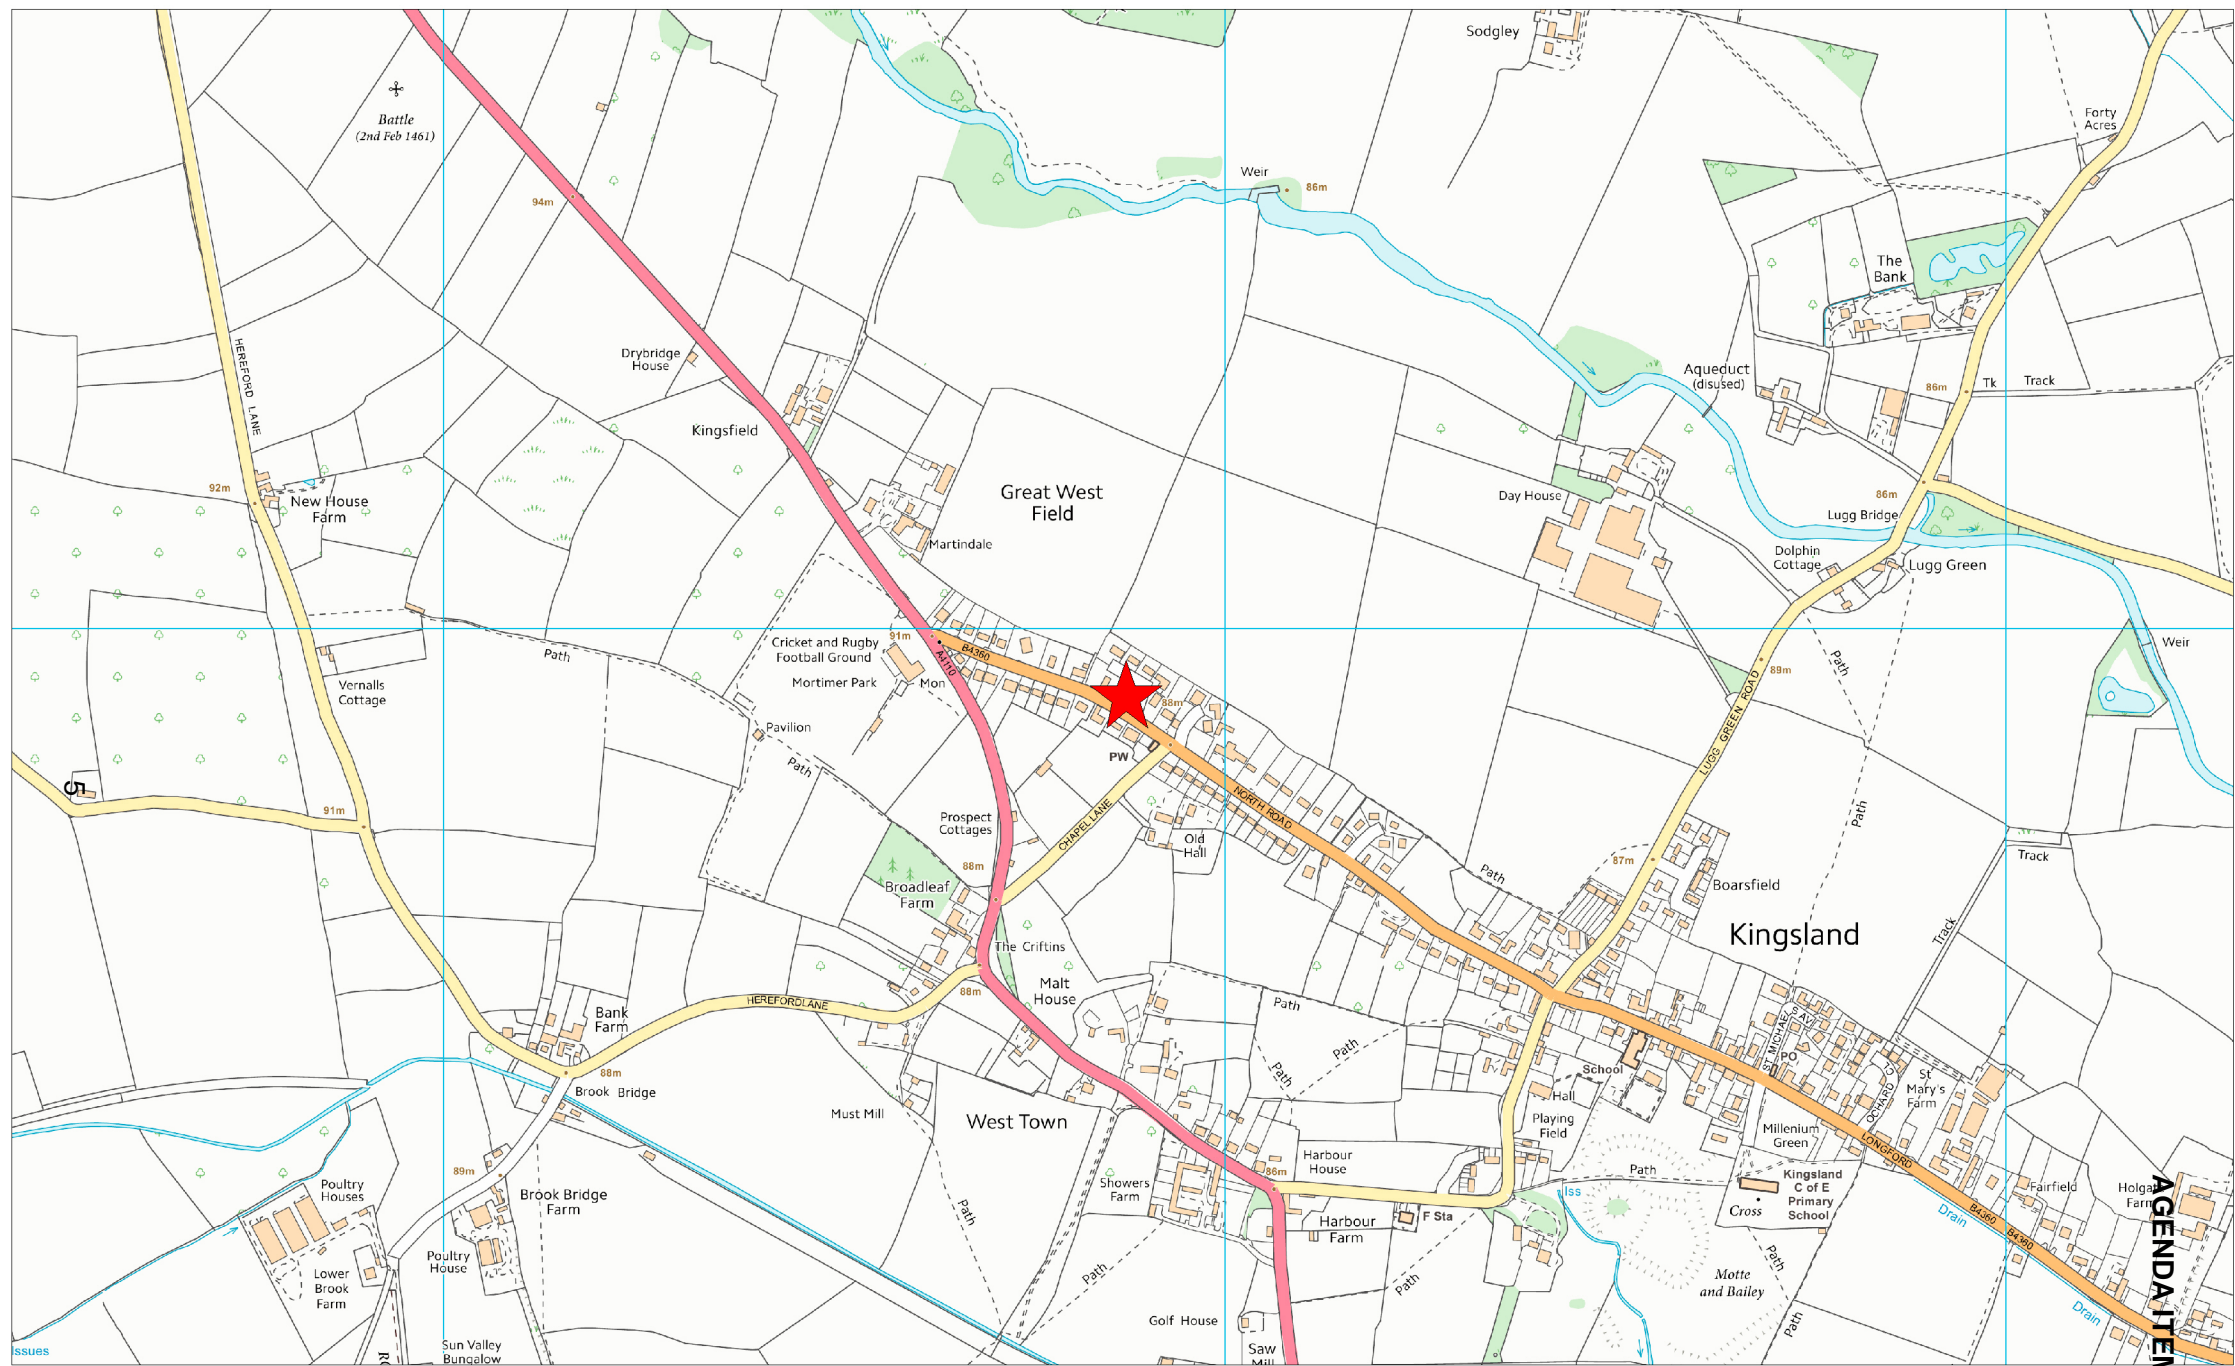 Sodgley
Battle
(2nd Feb 1461)
Forty
Acres
Weir
86m
94m
The
Bank
HEREFORD LANE
Drybridge
House
Aqueduct
(disused)
86m
Tk
Track
Kingsfield
92m
New House
Farm
Great West
Field
Day House
86m
Lugg Bridge
Martindale
Dolphin
Cottage
Lugg Green
91m
Cricket and Rugby
Football Ground
B4360
A4110
Path
Path
Weir
89m
Mortimer Park
Mon
Vernalls
Cottage
88m
LUGG GREEN ROAD
Pavilion
PW
Path
5
91m
NORTH ROAD
Prospect
Cottages
CHAPEL LANE
Old
Hall
Path
88m
87m
Track
Path
Broadleaf
Farm
Boarsfield
Kingsland
Track
The Criftins
88m
Malt
House
HEREFORDLANE
Path
Bank
Farm
ST MICHAEL
S AV
Path
PO
88m
Path
School
St
Mary's
Farm
Brook Bridge
OCHARD CL
Hall
Must Mill
West Town
Playing
Field
Millenium
Green
LONGFORD
89m
86m
Harbour
House
Path
Kingsland
C of E
Primary
School
Poultry
Houses
Showers
Farm
Brook Bridge
Farm
Iss
Fairfield
Holgate
Farm
AGENDA ITEM
Path
F Sta
Cross
B4360
Drain
Harbour
Farm
B4360
Poultry
House
Path
Path
Path
Lower
Brook
Farm
Motte
and Bailey
Drain
Golf House
Path
Sun Valley
Bungalow
Issues
Saw
Mill